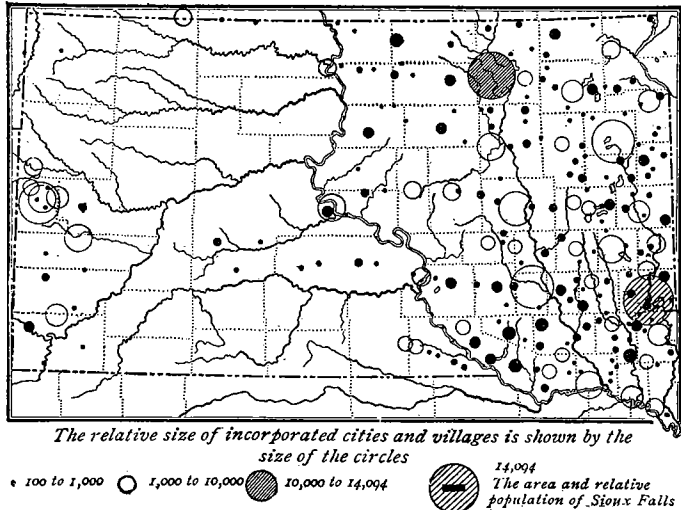 The relative size of incorporated cities and villages is shown by the
size of the circles
100 to 1,000
1,000 to 10,000
10,000 to 14,094
14,094
The area and relative
population of Sioux Falls